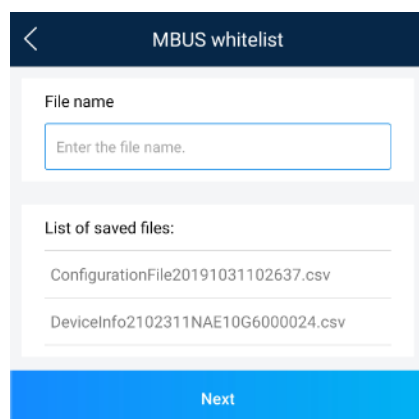 MBUS whitelist
File name
Enter the file name.
List of saved files:
ConfigurationFile20191031102637.csv
DeviceInfo2102311NAE10G6000024.csv
Next